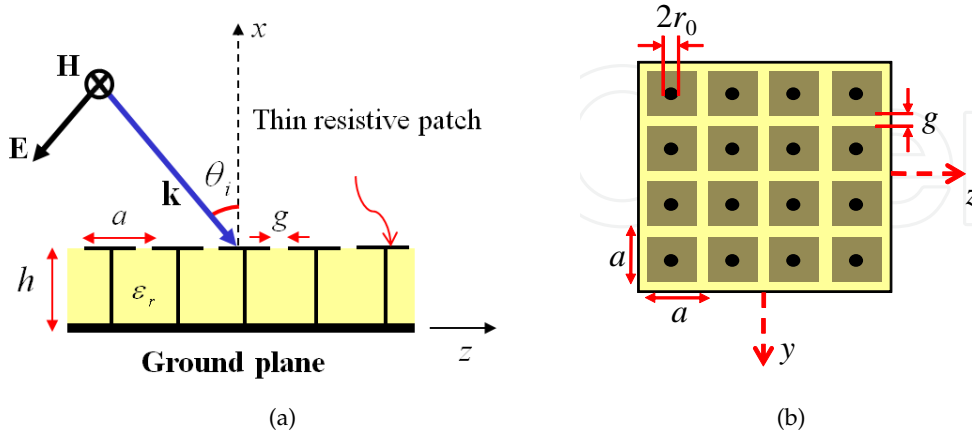 x
H
Thin resistive patch
E
k
θi
a
g
h
εr
z
Ground plane
(a)
2r0
g
z
a
a
y
(b)